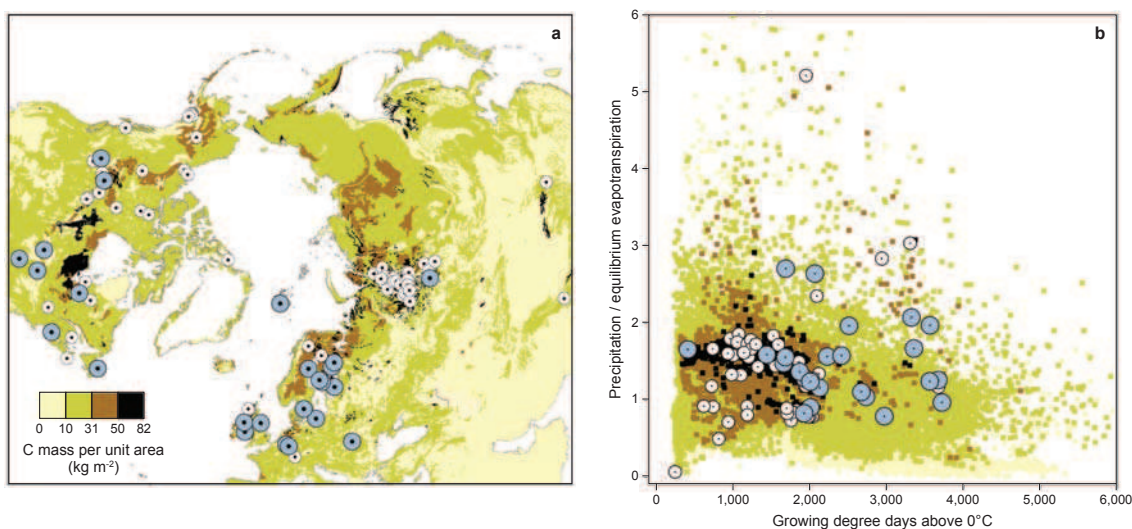 a
0 10 31 50 82
C mass per unit area
(kg m-2)
b
Precipitation / equilibrium evapotranspiration
6
5
4
3
2
1
0
0 1,000 2,000 3,000 4,000 5,000 6,000
Growing degree days above 0°C